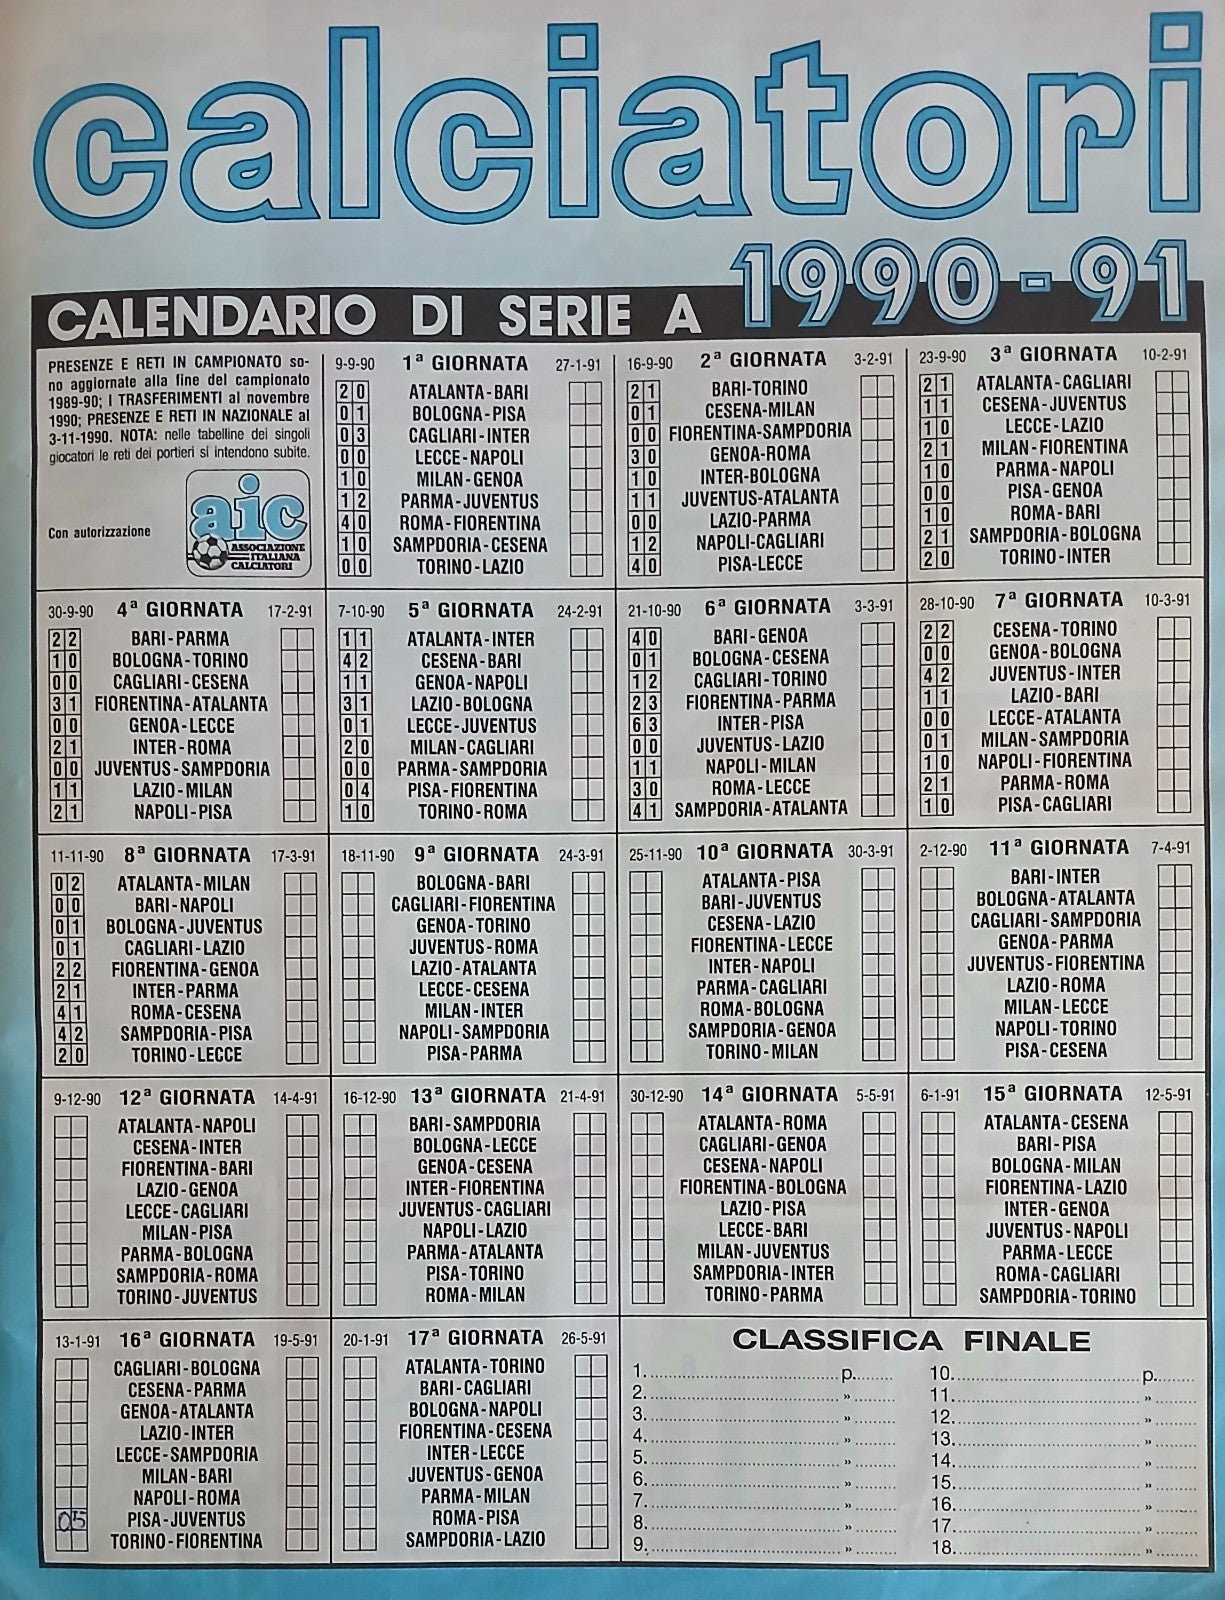 calciatori
1990-91
CALENDARIO DI SERIE A
PRESENZE E RETI IN CAMPIONATO so-
no aggiornate alla fine del campionato
1989-90; I TRASFERIMENTI al novembre
1990; PRESENZE E RETI IN NAZIONALE al
3-11-1990. NOTA: nelle tabelline dei singoli
giocatori le reti dei portieri si intendono subite.
Con autorizzazione
aic
ASSOCIAZIONE
ITALIANA
CALCIATORI
9-9-90 1ª GIORNATA 27-1-91
2 0 ATALANTA-BARI
0 1 BOLOGNA-PISA
0 3 CAGLIARI-INTER
0 0 LECCE-NAPOLI
1 0 MILAN-GENOA
1 2 PARMA-JUVENTUS
4 0 ROMA-FIORENTINA
1 0 SAMPDORIA-CESENA
0 0 TORINO-LAZIO
16-9-90 2ª GIORNATA 3-2-91
2 1 BARI-TORINO
0 1 CESENA-MILAN
0 0 FIORENTINA-SAMPDORIA
3 0 GENOA-ROMA
1 0 INTER-BOLOGNA
1 1 JUVENTUS-ATALANTA
0 0 LAZIO-PARMA
1 2 NAPOLI-CAGLIARI
4 0 PISA-LECCE
23-9-90 3ª GIORNATA 10-2-91
2 1 ATALANTA-CAGLIARI
1 1 CESENA-JUVENTUS
1 0 LECCE-LAZIO
2 1 MILAN-FIORENTINA
1 0 PARMA-NAPOLI
0 0 PISA-GENOA
1 0 ROMA-BARI
2 1 SAMPDORIA-BOLOGNA
2 0 TORINO-INTER
30-9-90 4ª GIORNATA 17-2-91
2 2 BARI-PARMA
1 0 BOLOGNA-TORINO
0 0 CAGLIARI-CESENA
3 1 FIORENTINA-ATALANTA
0 0 GENOA-LECCE
2 1 INTER-ROMA
0 0 JUVENTUS-SAMPDORIA
1 1 LAZIO-MILAN
2 1 NAPOLI-PISA
7-10-90 5ª GIORNATA 24-2-91
1 1 ATALANTA-INTER
4 2 CESENA-BARI
1 1 GENOA-NAPOLI
3 1 LAZIO-BOLOGNA
0 1 LECCE-JUVENTUS
2 0 MILAN-CAGLIARI
0 0 PARMA-SAMPDORIA
0 4 PISA-FIORENTINA
1 0 TORINO-ROMA
21-10-90 6ª GIORNATA 3-3-91
4 0 BARI-GENOA
0 1 BOLOGNA-CESENA
1 2 CAGLIARI-TORINO
2 3 FIORENTINA-PARMA
6 3 INTER-PISA
0 0 JUVENTUS-LAZIO
1 1 NAPOLI-MILAN
3 0 ROMA-LECCE
4 1 SAMPDORIA-ATALANTA
28-10-90 7ª GIORNATA 10-3-91
2 2 CESENA-TORINO
0 0 GENOA-BOLOGNA
4 2 JUVENTUS-INTER
1 1 LAZIO-BARI
0 0 LECCE-ATALANTA
0 1 MILAN-SAMPDORIA
1 0 NAPOLI-FIORENTINA
2 1 PARMA-ROMA
1 0 PISA-CAGLIARI
11-11-90 8ª GIORNATA 17-3-91
0 2 ATALANTA-MILAN
0 0 BARI-NAPOLI
0 1 BOLOGNA-JUVENTUS
0 1 CAGLIARI-LAZIO
2 2 FIORENTINA-GENOA
2 1 INTER-PARMA
4 1 ROMA-CESENA
4 2 SAMPDORIA-PISA
2 0 TORINO-LECCE
18-11-90 9ª GIORNATA 24-3-91
BOLOGNA-BARI
CAGLIARI-FIORENTINA
GENOA-TORINO
JUVENTUS-ROMA
LAZIO-ATALANTA
LECCE-CESENA
MILAN-INTER
NAPOLI-SAMPDORIA
PISA-PARMA
25-11-90 10ª GIORNATA 30-3-91
ATALANTA-PISA
BARI-JUVENTUS
CESENA-LAZIO
FIORENTINA-LECCE
INTER-NAPOLI
PARMA-CAGLIARI
ROMA-BOLOGNA
SAMPDORIA-GENOA
TORINO-MILAN
2-12-90 11ª GIORNATA 7-4-91
BARI-INTER
BOLOGNA-ATALANTA
CAGLIARI-SAMPDORIA
GENOA-PARMA
JUVENTUS-FIORENTINA
LAZIO-ROMA
MILAN-LECCE
NAPOLI-TORINO
PISA-CESENA
9-12-90 12ª GIORNATA 14-4-91
ATALANTA-NAPOLI
CESENA-INTER
FIORENTINA-BARI
LAZIO-GENOA
LECCE-CAGLIARI
MILAN-PISA
PARMA-BOLOGNA
SAMPDORIA-ROMA
TORINO-JUVENTUS
16-12-90 13ª GIORNATA 21-4-91
BARI-SAMPDORIA
BOLOGNA-LECCE
GENOA-CESENA
INTER-FIORENTINA
JUVENTUS-CAGLIARI
NAPOLI-LAZIO
PARMA-ATALANTA
PISA-TORINO
ROMA-MILAN
30-12-90 14ª GIORNATA 5-5-91
ATALANTA-ROMA
CAGLIARI-GENOA
CESENA-NAPOLI
FIORENTINA-BOLOGNA
LAZIO-PISA
LECCE-BARI
MILAN-JUVENTUS
SAMPDORIA-INTER
TORINO-PARMA
6-1-91 15ª GIORNATA 12-5-91
ATALANTA-CESENA
BARI-PISA
BOLOGNA-MILAN
FIORENTINA-LAZIO
INTER-GENOA
JUVENTUS-NAPOLI
PARMA-LECCE
ROMA-CAGLIARI
SAMPDORIA-TORINO
13-1-91 16ª GIORNATA 19-5-91
CAGLIARI-BOLOGNA
CESENA-PARMA
GENOA-ATALANTA
LAZIO-INTER
LECCE-SAMPDORIA
MILAN-BARI
NAPOLI-ROMA
0 5 PISA-JUVENTUS
TORINO-FIORENTINA
20-1-91 17ª GIORNATA 26-5-91
ATALANTA-TORINO
BARI-CAGLIARI
BOLOGNA-NAPOLI
FIORENTINA-CESENA
INTER-LECCE
JUVENTUS-GENOA
PARMA-MILAN
ROMA-PISA
SAMPDORIA-LAZIO
CLASSIFICA FINALE
1. p.
2. »
3. »
4. »
5. »
6. »
7. »
8. »
9. »
10. p.
11. »
12. »
13. »
14. »
15. »
16. »
17. »
18. »